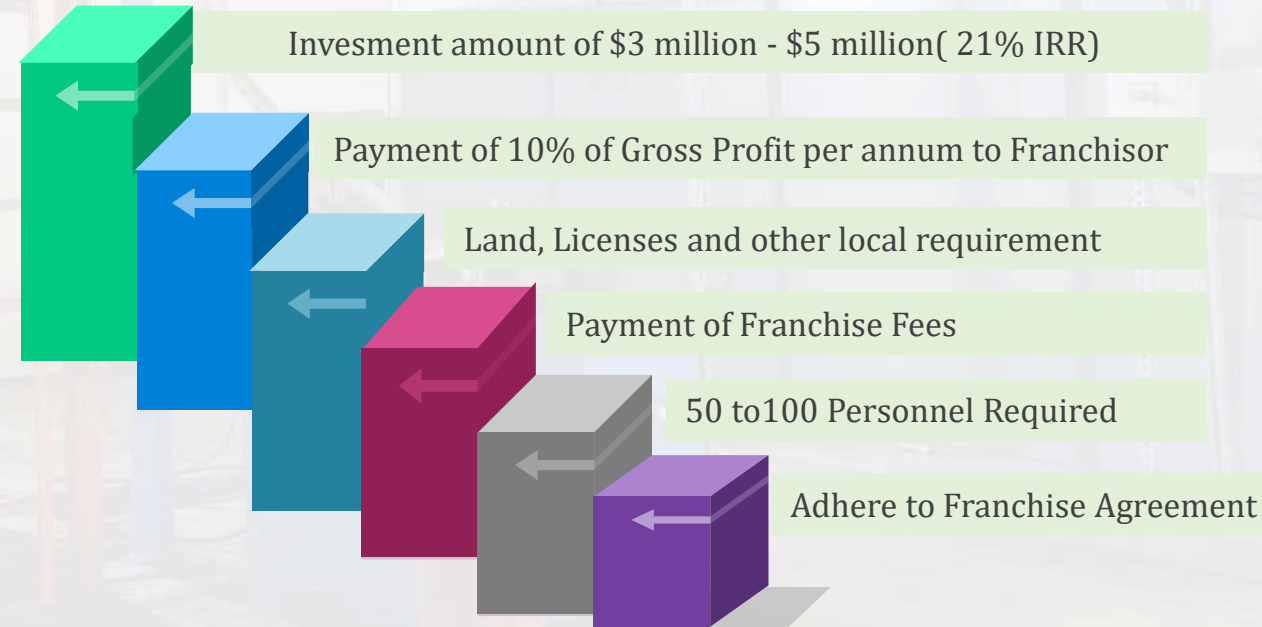 Invesment amount of $3 million - $5 million( 21% IRR)
Payment of 10% of Gross Profit per annum to Franchisor
Land, Licenses and other local requirement
Payment of Franchise Fees
50 to100 Personnel Required
Adhere to Franchise Agreement